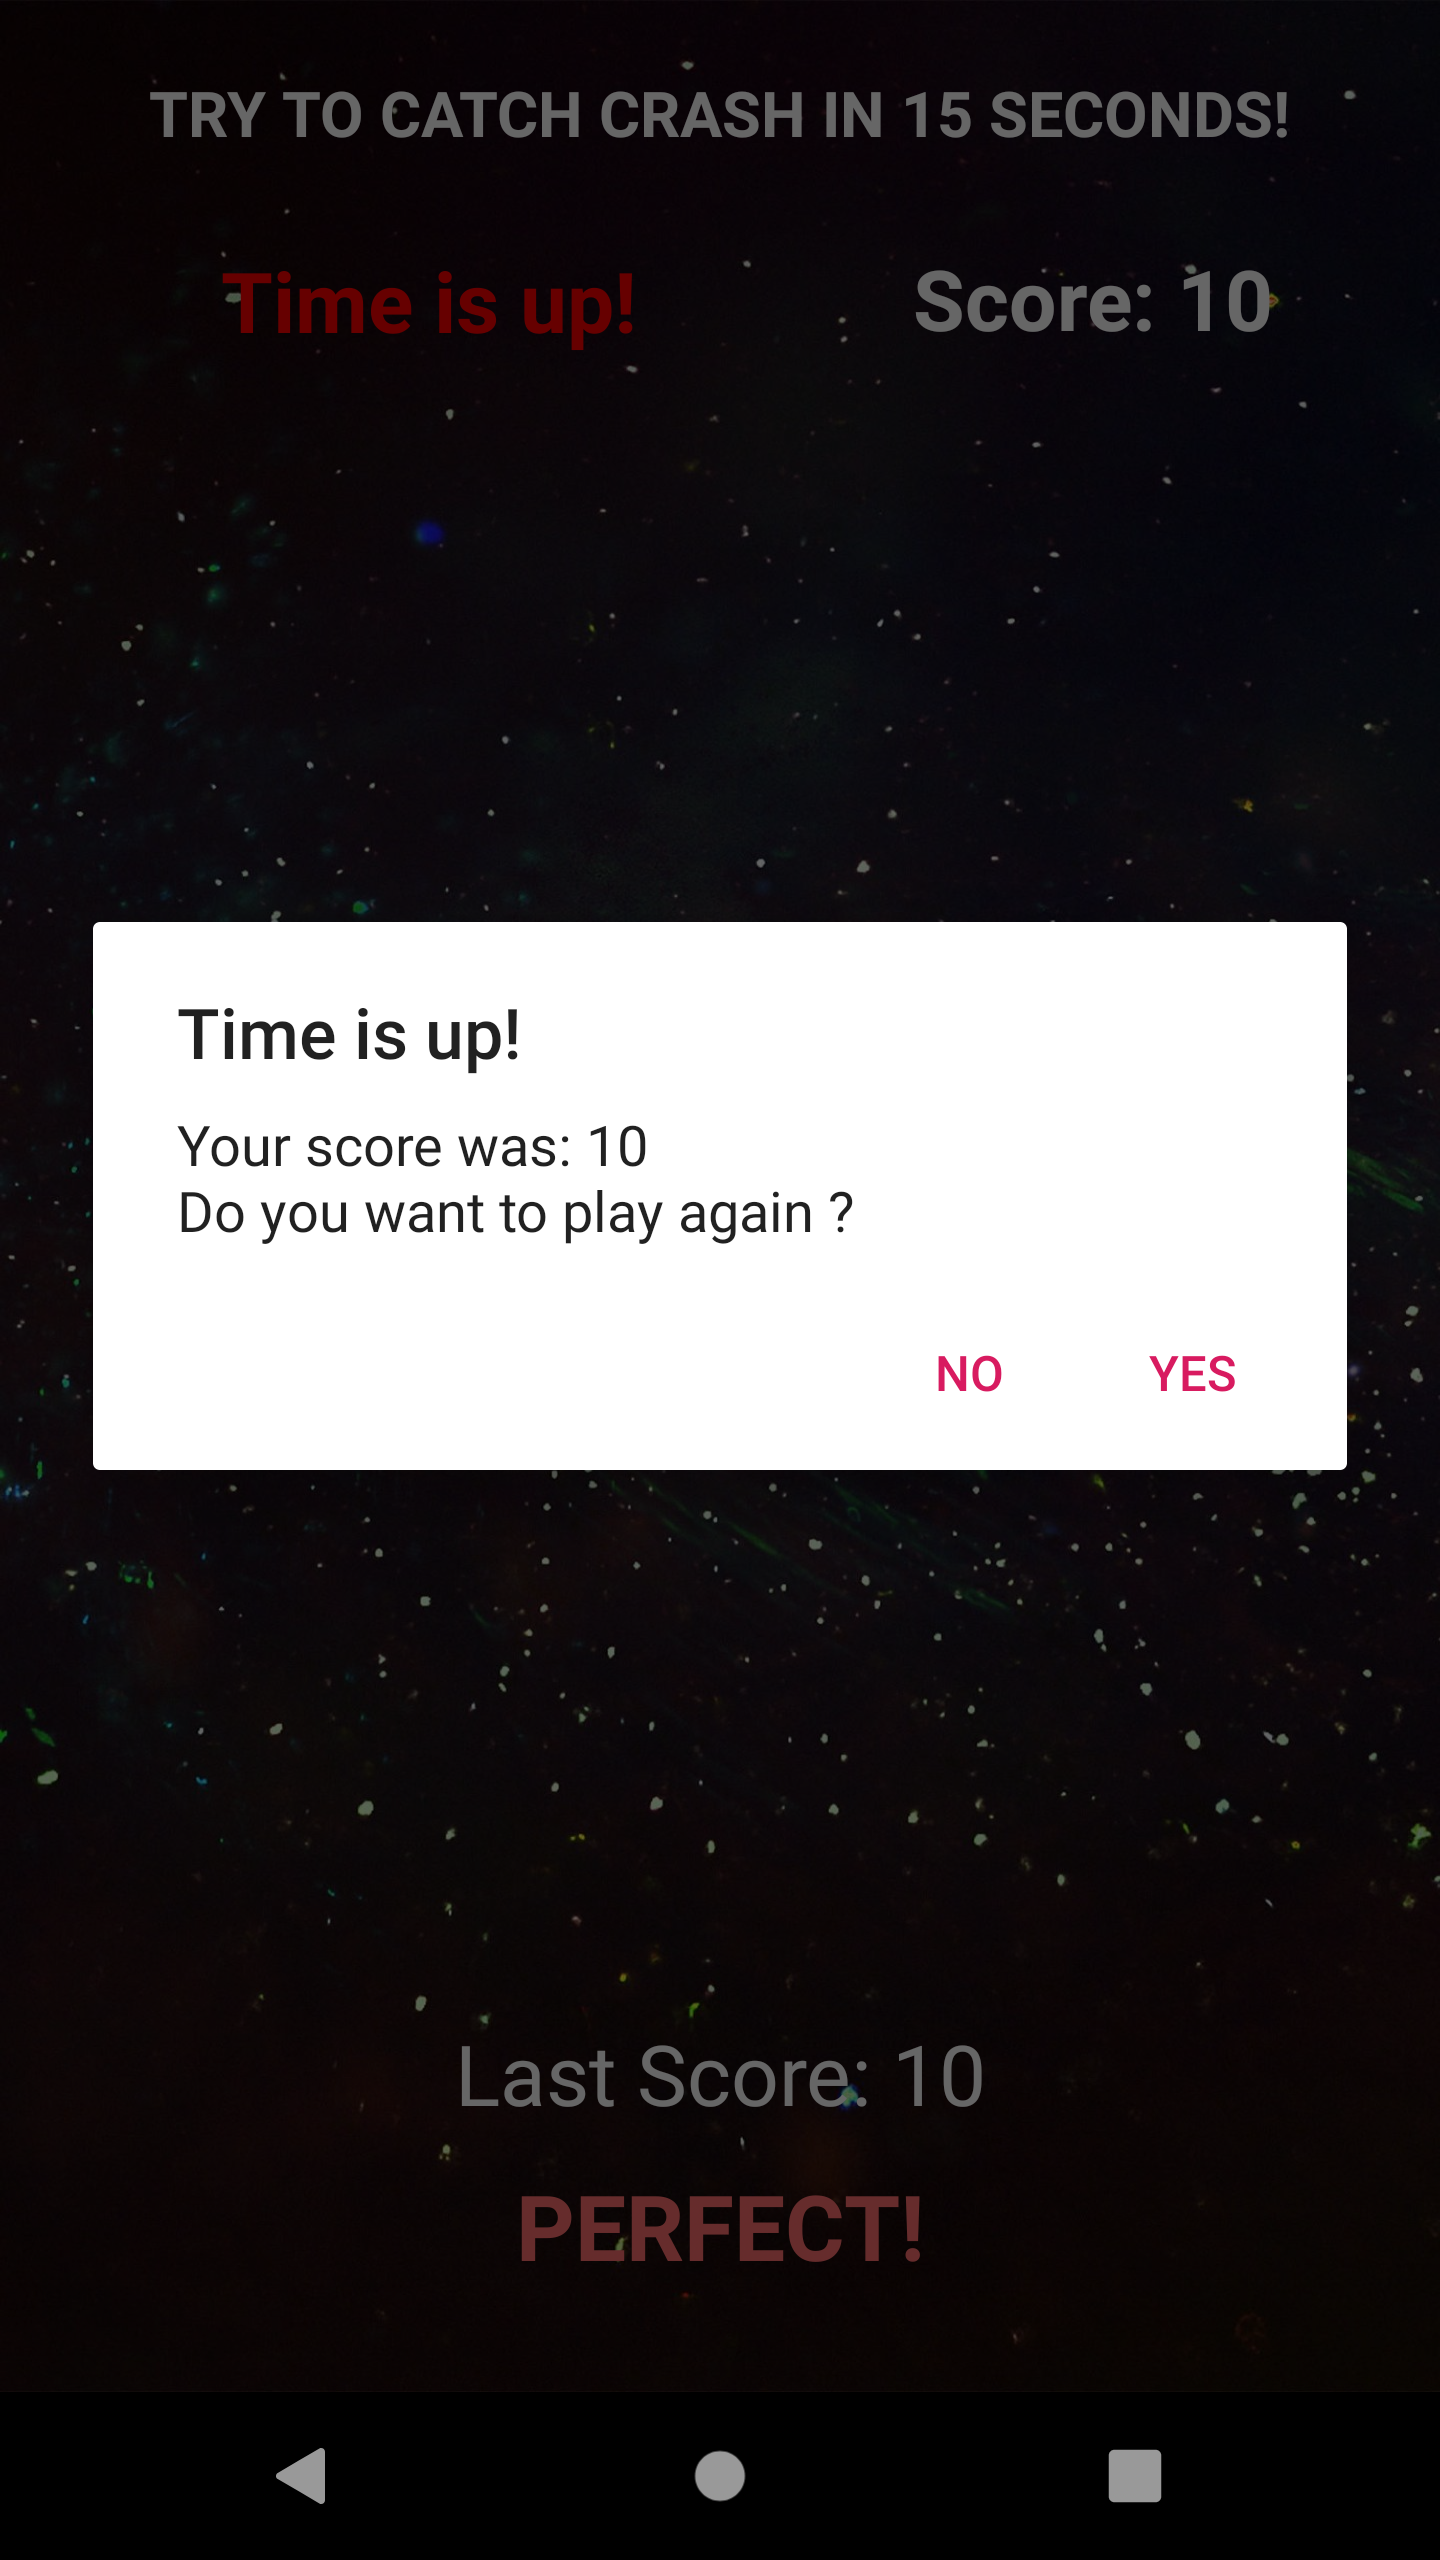 TRY TO CATCH CRASH IN 15 SECONDS!
Time is up! Score: 10
Time is up!
Your score was: 10
Do you want to play again ?
NO YES
Last Score: 10
PERFECT!